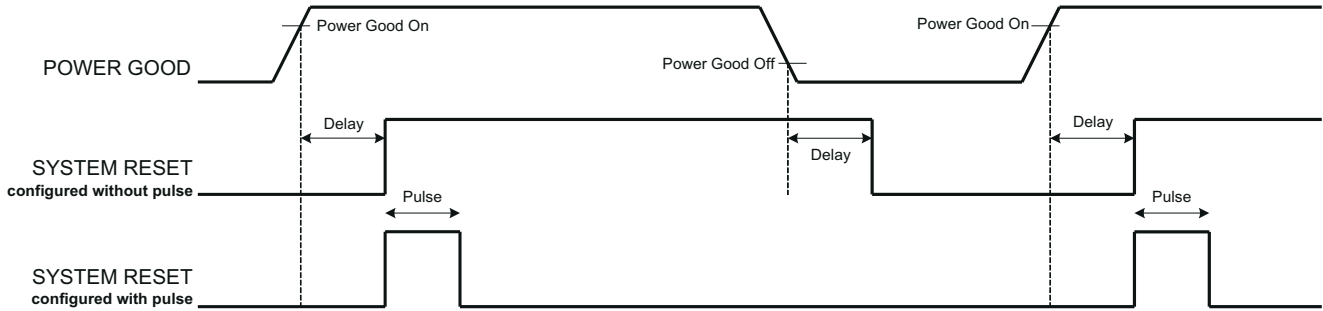 Power Good On
Power Good On
Power Good Off
POWER GOOD
Delay
Delay
Delay
SYSTEM RESET
configured without pulse
Pulse
Pulse
SYSTEM RESET
configured with pulse